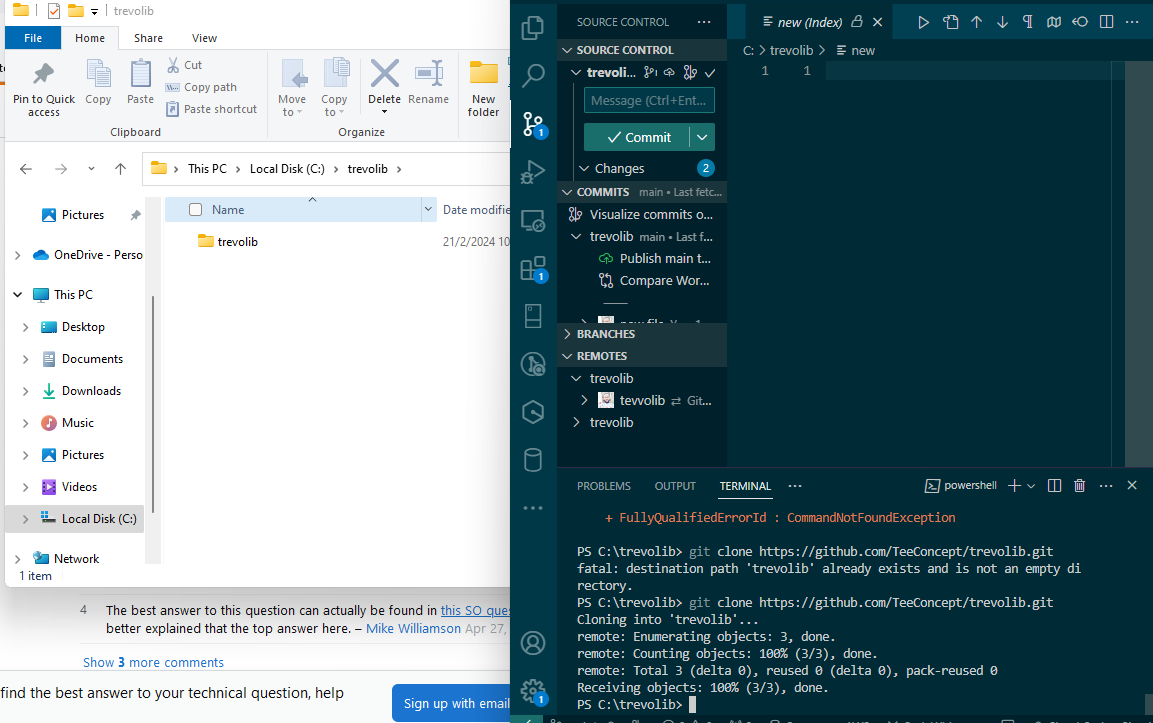 trevolib
File
Home
Share
View
Pin to Quick access
Copy
Paste
Cut
Copy path
Paste shortcut
Move to
Copy to
Delete
Rename
New folder
Clipboard
Organize
This PC
Local Disk (C:)
trevolib
Name
Date modifie
trevolib
21/2/2024 10
Pictures
OneDrive - Perso
This PC
Desktop
Documents
Downloads
Music
Pictures
Videos
Local Disk (C:)
Network
1 item
4
The best answer to this question can actually be found in this SO ques
better explained that the top answer here. – Mike Williamson Apr 27,
Show 3 more comments
find the best answer to your technical question, help
Sign up with email
1
1
1
SOURCE CONTROL
SOURCE CONTROL
trevoli...
Message (Ctrl+Ent...
Commit
Changes
2
COMMITS main • Last fetc...
Visualize commits o...
trevolib main • Last f...
Publish main t...
Compare Wor...
BRANCHES
REMOTES
trevolib
tevvolib ⇄ Git...
trevolib
new (Index)
C: > trevolib > new
1 1
PROBLEMS
OUTPUT
TERMINAL
powershell
+ FullyQualifiedErrorId : CommandNotFoundException
PS C:\trevolib> git clone https://github.com/TeeConcept/trevolib.git
fatal: destination path 'trevolib' already exists and is not an empty di
rectory.
PS C:\trevolib> git clone https://github.com/TeeConcept/trevolib.git
Cloning into 'trevolib'...
remote: Enumerating objects: 3, done.
remote: Counting objects: 100% (3/3), done.
remote: Total 3 (delta 0), reused 0 (delta 0), pack-reused 0
Receiving objects: 100% (3/3), done.
PS C:\trevolib>